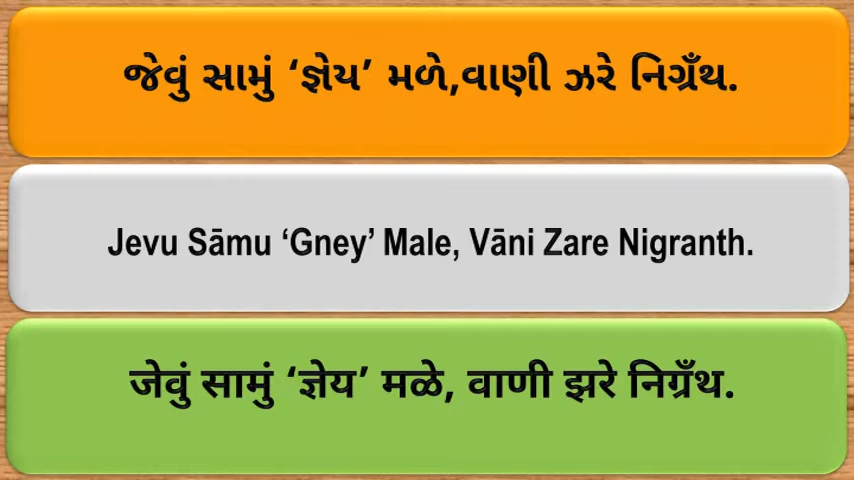 જેવું સામું ‘જ્ઞેય’ મળે,વાણી ઝરે નિગ્રઁથ.
Jevu Sāmu ‘Gney’ Male, Vāni Zare Nigranth.
जेवुं सामुं ‘ज्ञेय’ मळे, वाणी झरे निग्रँथ.